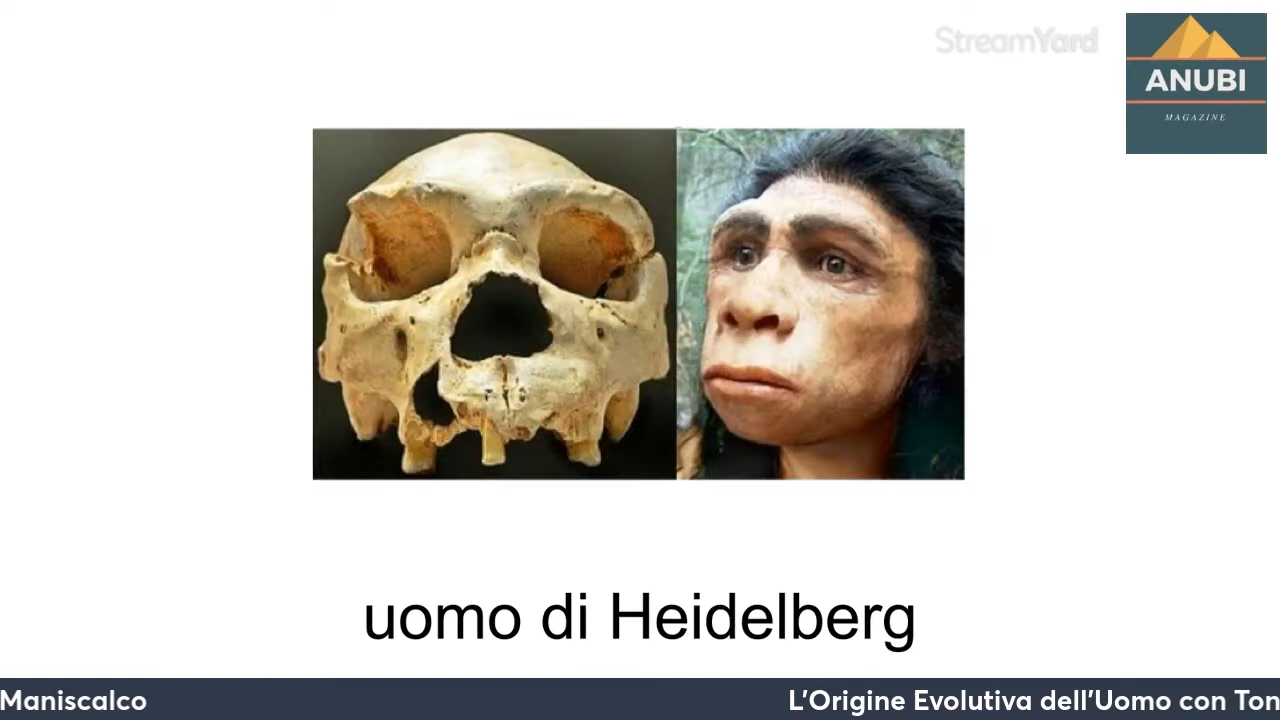 StreamYard
ANUBI
MAGAZINE
uomo di Heidelberg
Maniscalco
L'Origine Evolutiva dell'Uomo con Ton